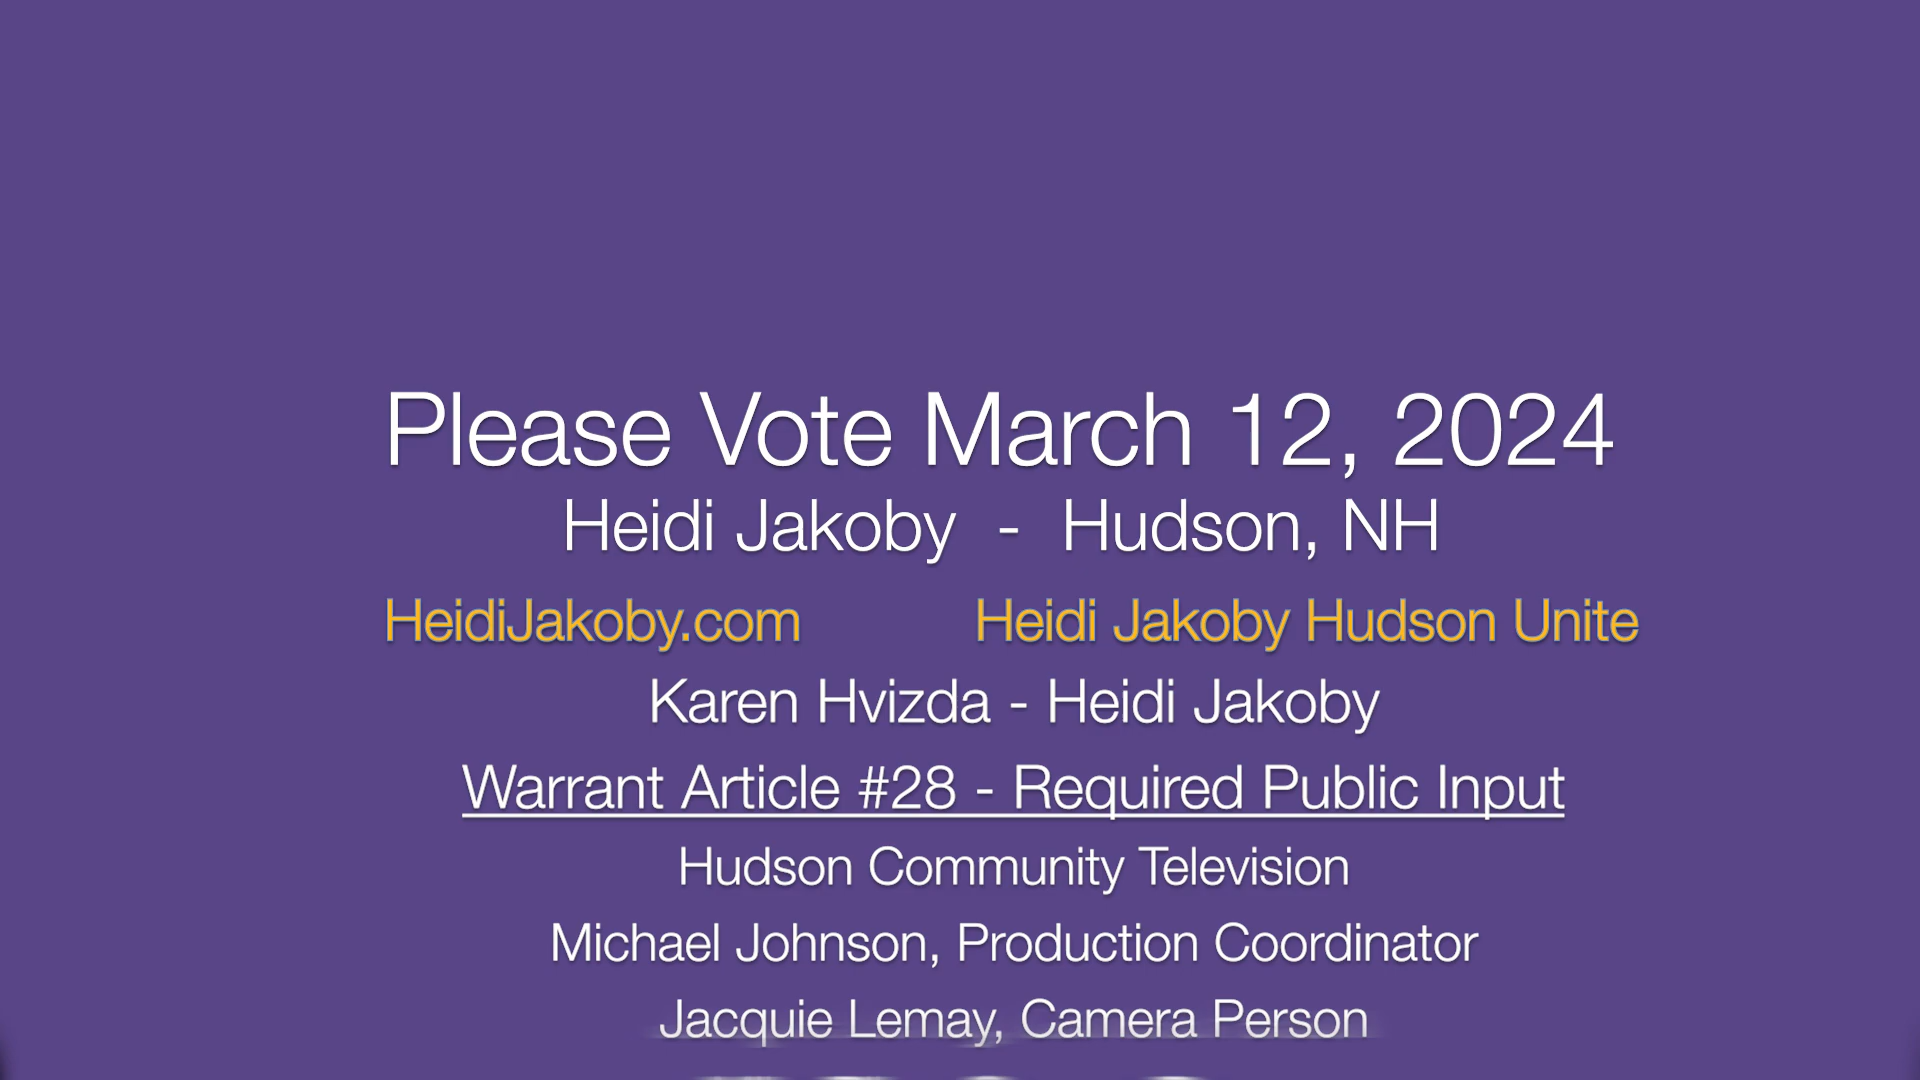 Please Vote March 12, 2024
Heidi Jakoby - Hudson, NH
HeidiJakoby.com Heidi Jakoby Hudson Unite
Karen Hvizda - Heidi Jakoby
Warrant Article #28 - Required Public Input
Hudson Community Television
Michael Johnson, Production Coordinator
Jacquie Lemay, Camera Person